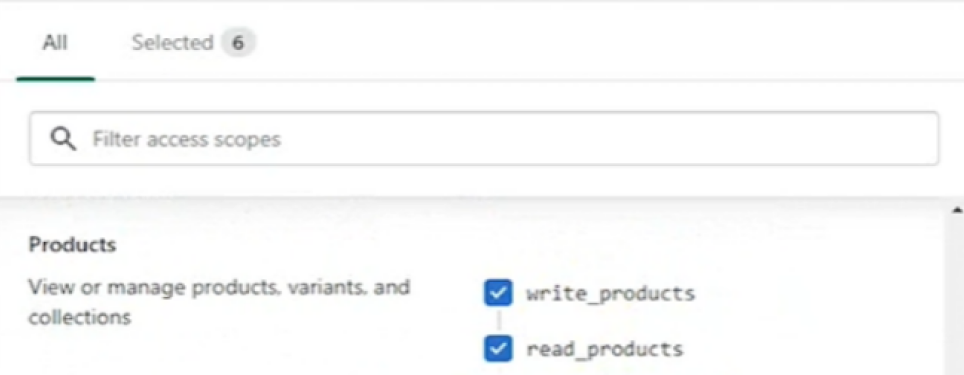 All Selected 6
Filter access scopes
Products
View or manage products, variants, and
collections
write_products
read_products